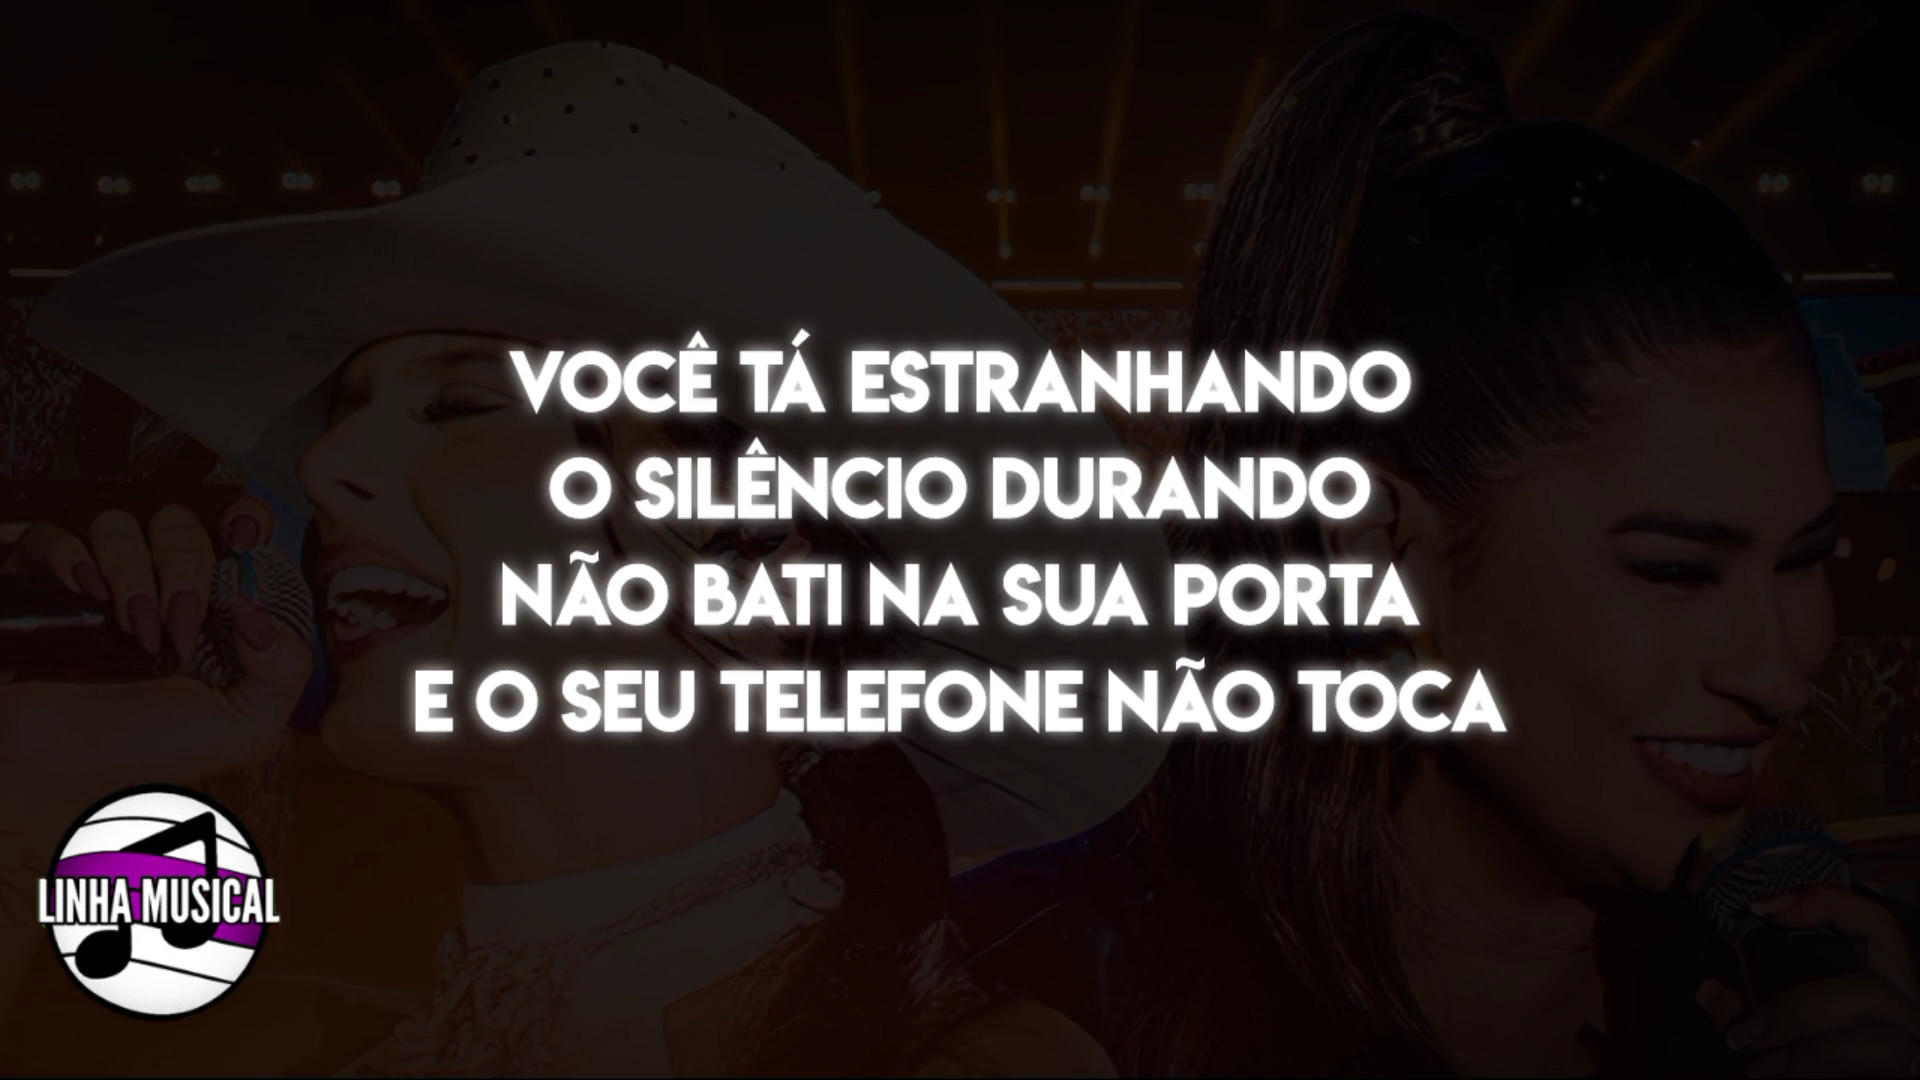 VOCÊ TÁ ESTRANHANDO
O SILÊNCIO DURANDO
NÃO BATI NA SUA PORTA
E O SEU TELEFONE NÃO TOCA
LINHA MUSICAL